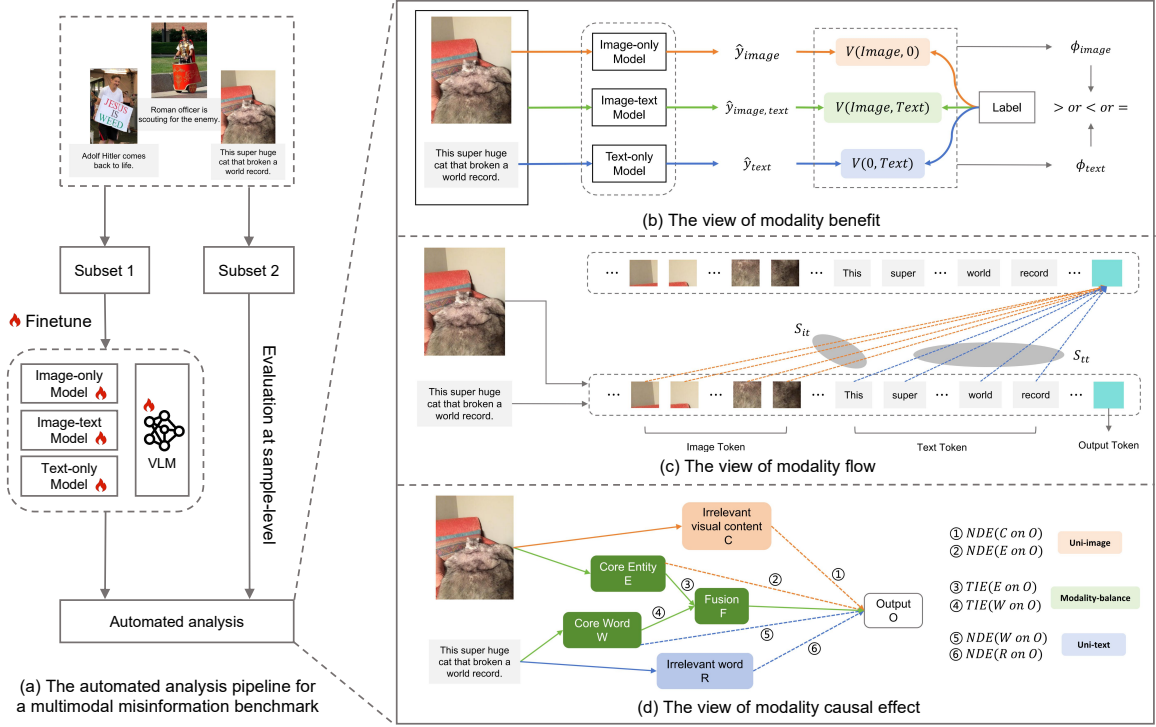 JESUS
IS
WEED
Adolf Hitler comes
back to life.
Roman officer is
scouting for the enemy.
This super huge
cat that broken a
world record.
Subset 1
Subset 2
Finetune
Image-only
Model
Image-text
Model
Text-only
Model
VLM
Evaluation at sample-level
Automated analysis
(a) The automated analysis pipeline for
a multimodal misinformation benchmark
This super huge
cat that broken a
world record.
Image-only
Model
Image-text
Model
Text-only
Model
ŷ_image
ŷ_image,text
ŷ_text
V(Image, 0)
V(Image, Text)
V(0, Text)
Label
ϕ_image
> or < or =
ϕ_text
(b) The view of modality benefit
This super huge
cat that broken a
world record.
··· ··· ··· This super ··· world record ···
S_it
S_tt
··· ··· ··· This super ··· world record ···
Image Token
Text Token
Output Token
(c) The view of modality flow
This super huge
cat that broken a
world record.
Irrelevant
visual content
C
Core Entity
E
Fusion
F
Core Word
W
Irrelevant word
R
Output
O
①
②
③
④
⑤
⑥
① NDE(C on O)
② NDE(E on O)
Uni-image
③ TIE(E on O)
④ TIE(W on O)
Modality-balance
⑤ NDE(W on O)
⑥ NDE(R on O)
Uni-text
(d) The view of modality causal effect